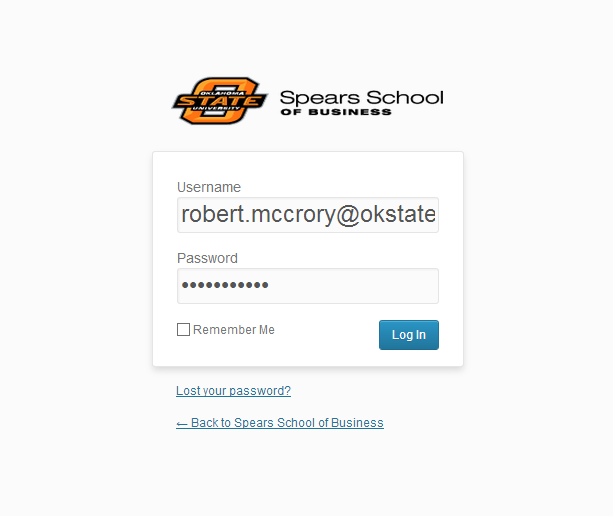 OKLAHOMA
STATE
UNIVERSITY
Spears School
OF BUSINESS
Username
robert.mccrory@okstate
Password
•••••••••••
Remember Me
Log In
Lost your password?
← Back to Spears School of Business